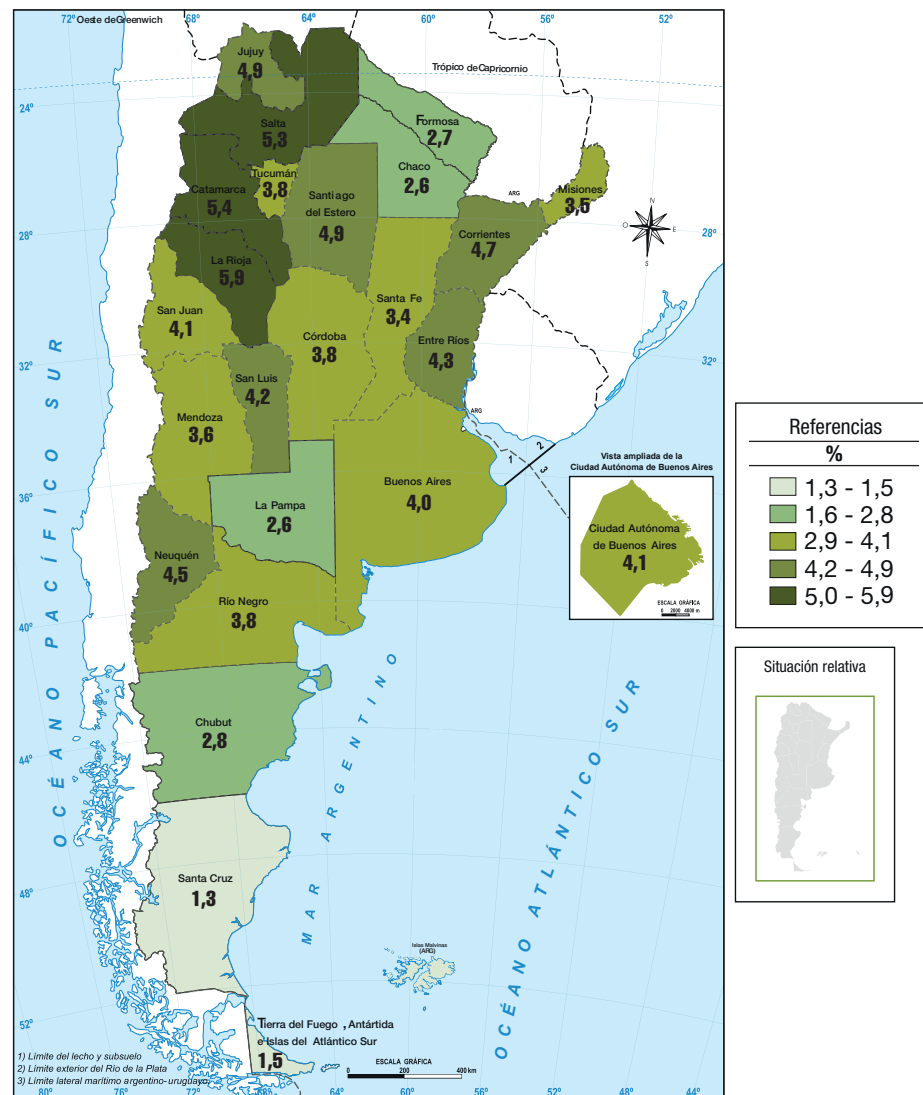 72° Oeste de Greenwich 68° 64° 60° 56° 52°
Trópico de Capricornio
24° 24°
28° 28°
32° 32°
36° 36°
40° 40°
44° 44°
48° 48°
52° 52°
80° 76° 72° 68° 64° 60° 56° 52° 48° 44°
Jujuy
4,9
Salta
5,3
Formosa
2,7
Chaco
2,6
Tucumán
3,8
Catamarca
5,4
Santiago
del Estero
4,9
ARG
Misiones
3,5
Corrientes
4,7
N
O E
S
La Rioja
5,9
Santa Fe
3,4
San Juan
4,1
Córdoba
3,8
Entre Ríos
4,3
San Luis
4,2
Mendoza
3,6
ARG
1
2
3
Buenos Aires
4,0
La Pampa
2,6
Neuquén
4,5
Río Negro
3,8
Chubut
2,8
Santa Cruz
1,3
Islas Malvinas
(ARG)
Tierra del Fuego , Antártida
e Islas del Atlántico Sur
1,5
OCÉANO PACÍFICO SUR
MAR ARGENTINO
OCÉANO ATLÁNTICO SUR
Vista ampliada de la
Ciudad Autónoma de Buenos Aires
Ciudad Autónoma
de Buenos Aires
4,1
ESCALA GRÁFICA
0 2000 4000 m
ESCALA GRÁFICA
0 200 400 km
1) Límite del lecho y subsuelo
2) Límite exterior del Río de la Plata
3) Límite lateral marítimo argentino-uruguayo
Referencias
%
1,3 - 1,5
1,6 - 2,8
2,9 - 4,1
4,2 - 4,9
5,0 - 5,9
Situación relativa